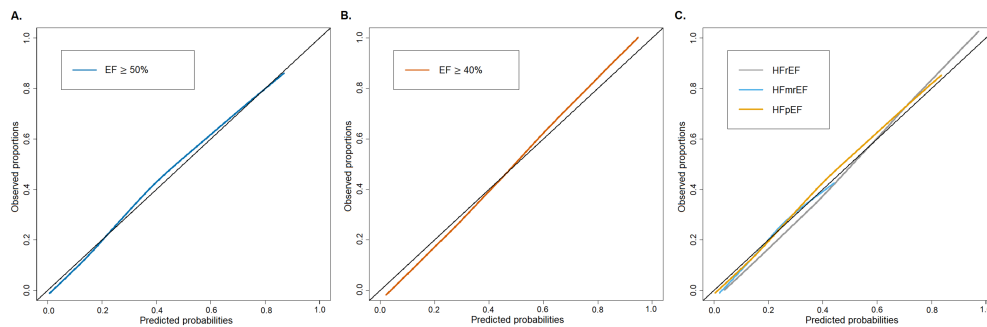 A.
EF ≥ 50%
Observed proportions
0.0 0.2 0.4 0.6 0.8 1.0
0.0 0.2 0.4 0.6 0.8 1.0
Predicted probabilities
B.
EF ≥ 40%
Observed proportions
0.0 0.2 0.4 0.6 0.8 1.0
0.0 0.2 0.4 0.6 0.8 1.0
Predicted probabilities
C.
HFrEF
HFmrEF
HFpEF
Observed proportions
0.0 0.2 0.4 0.6 0.8 1.0
0.0 0.2 0.4 0.6 0.8 1.0
Predicted probabilities